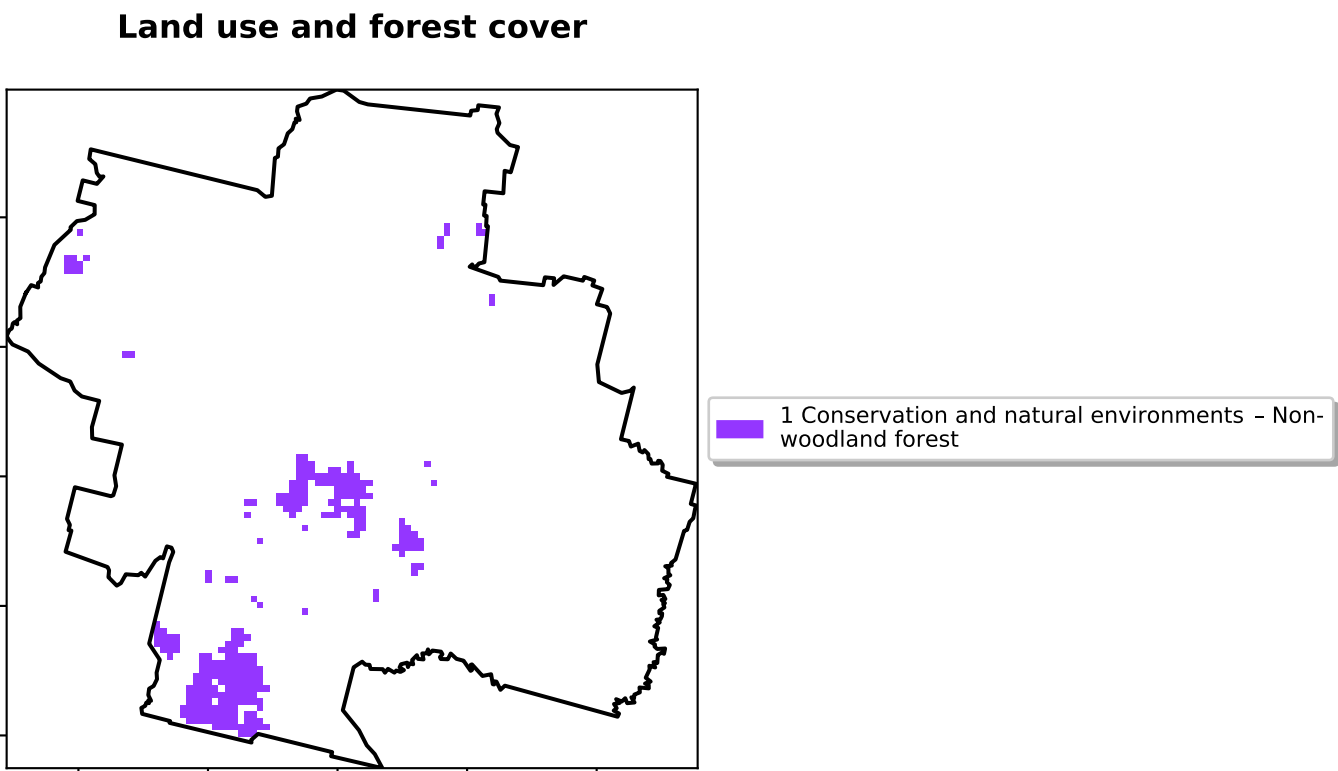 Land use and forest cover
1 Conservation and natural environments – Non-
woodland forest